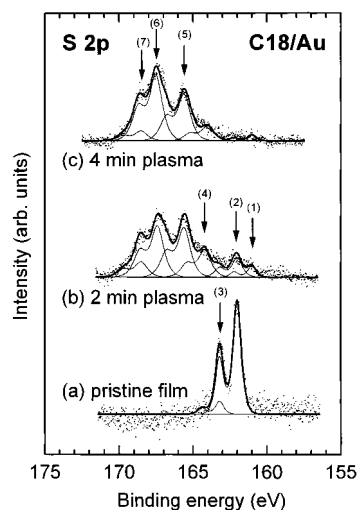 S 2p
C18/Au
(7)
(6)
(5)
(c) 4 min plasma
(4)
(2)
(1)
(b) 2 min plasma
(3)
(a) pristine film
Intensity (arb. units)
175 170 165 160 155
Binding energy (eV)